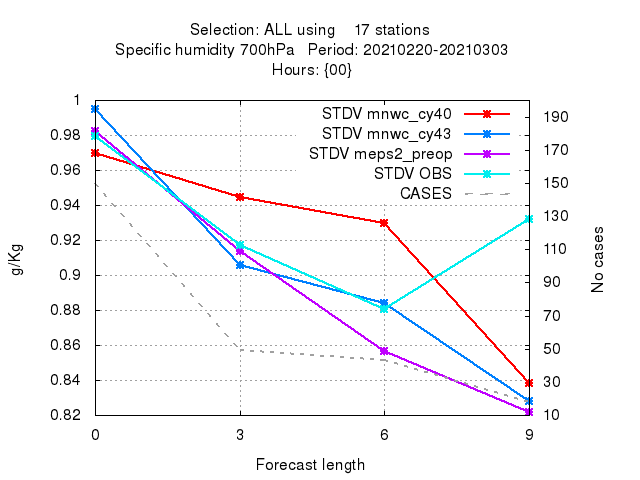 Selection: ALL using    17 stations
Specific humidity 700hPa   Period: 20210220-20210303
Hours: {00}
STDV mnwc_cy40
STDV mnwc_cy43
STDV meps2_preop
STDV OBS
CASES
1
0.98
0.96
0.94
0.92
0.9
0.88
0.86
0.84
0.82
g/Kg
190
170
150
130
110
90
70
50
30
10
No cases
0 3 6 9
Forecast length